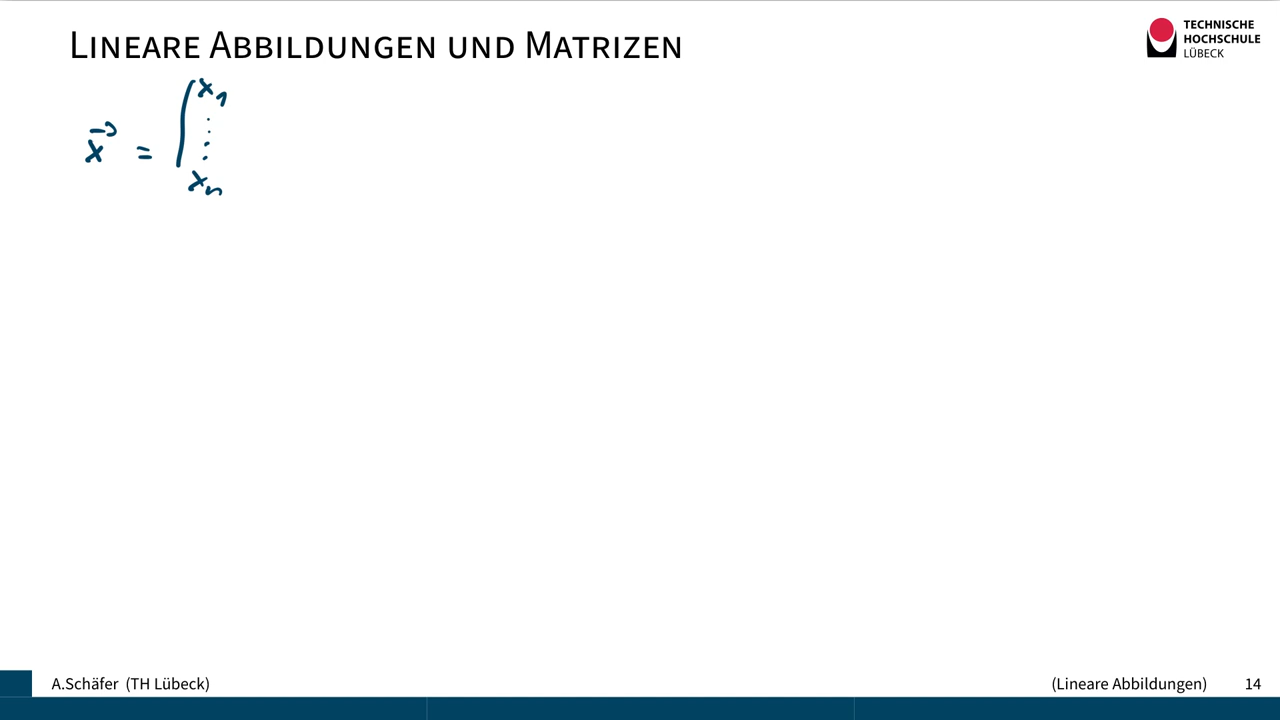 Lineare Abbildungen und Matrizen
TECHNISCHE
HOCHSCHULE
LÜBECK
x⃗ = ( x₁
⋮
xₙ
A.Schäfer (TH Lübeck)
(Lineare Abbildungen) 14